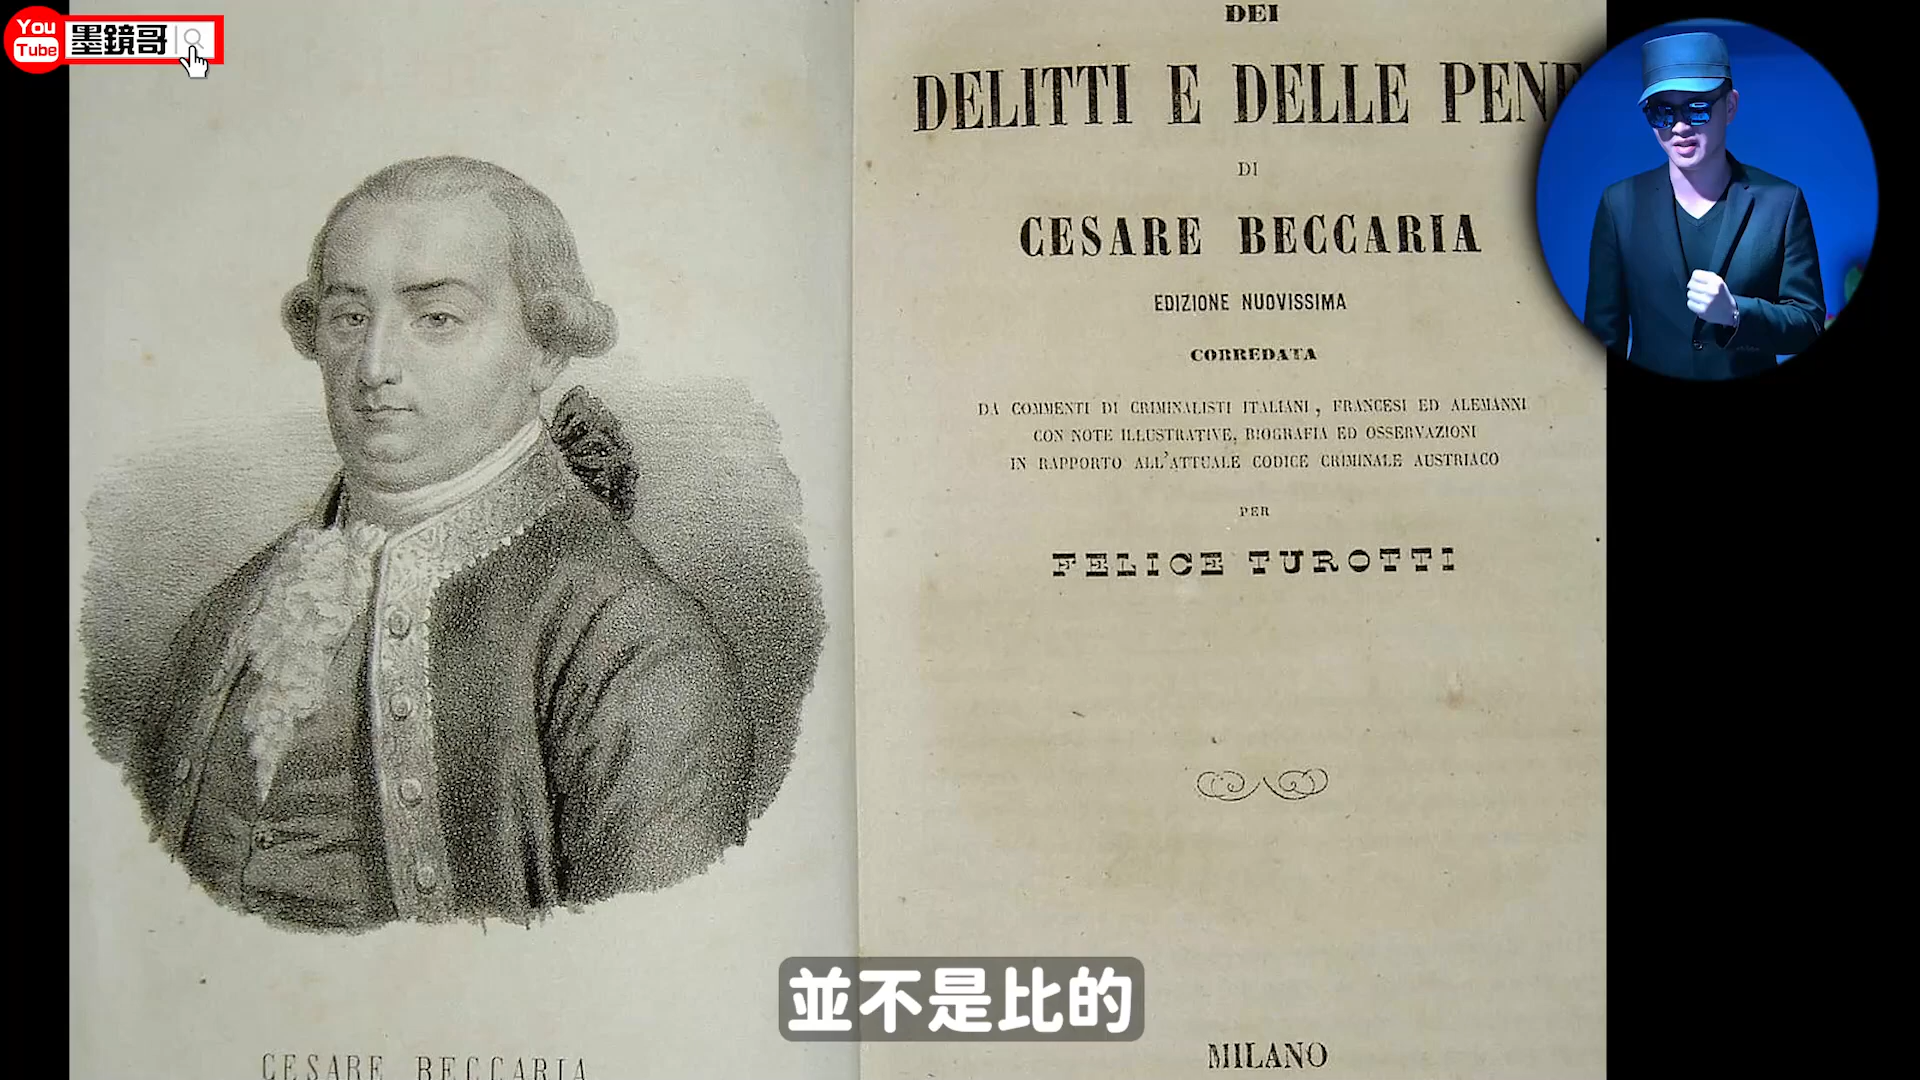 You
Tube
墨鏡哥
DEI
DELITTI E DELLE PENE
DI
CESARE BECCARIA
EDIZIONE NUOVISSIMA
CORREDATA
DA COMMENTI DI CRIMINALISTI ITALIANI, FRANCESI ED ALEMANNI
CON NOTE ILLUSTRATIVE, BIOGRAFIA ED OSSERVAZIONI
IN RAPPORTO ALL'ATTUALE CODICE CRIMINALE AUSTRIACO
PER
FELICE TUROTTI
並不是比的
MILANO
CESARE BECCARIA